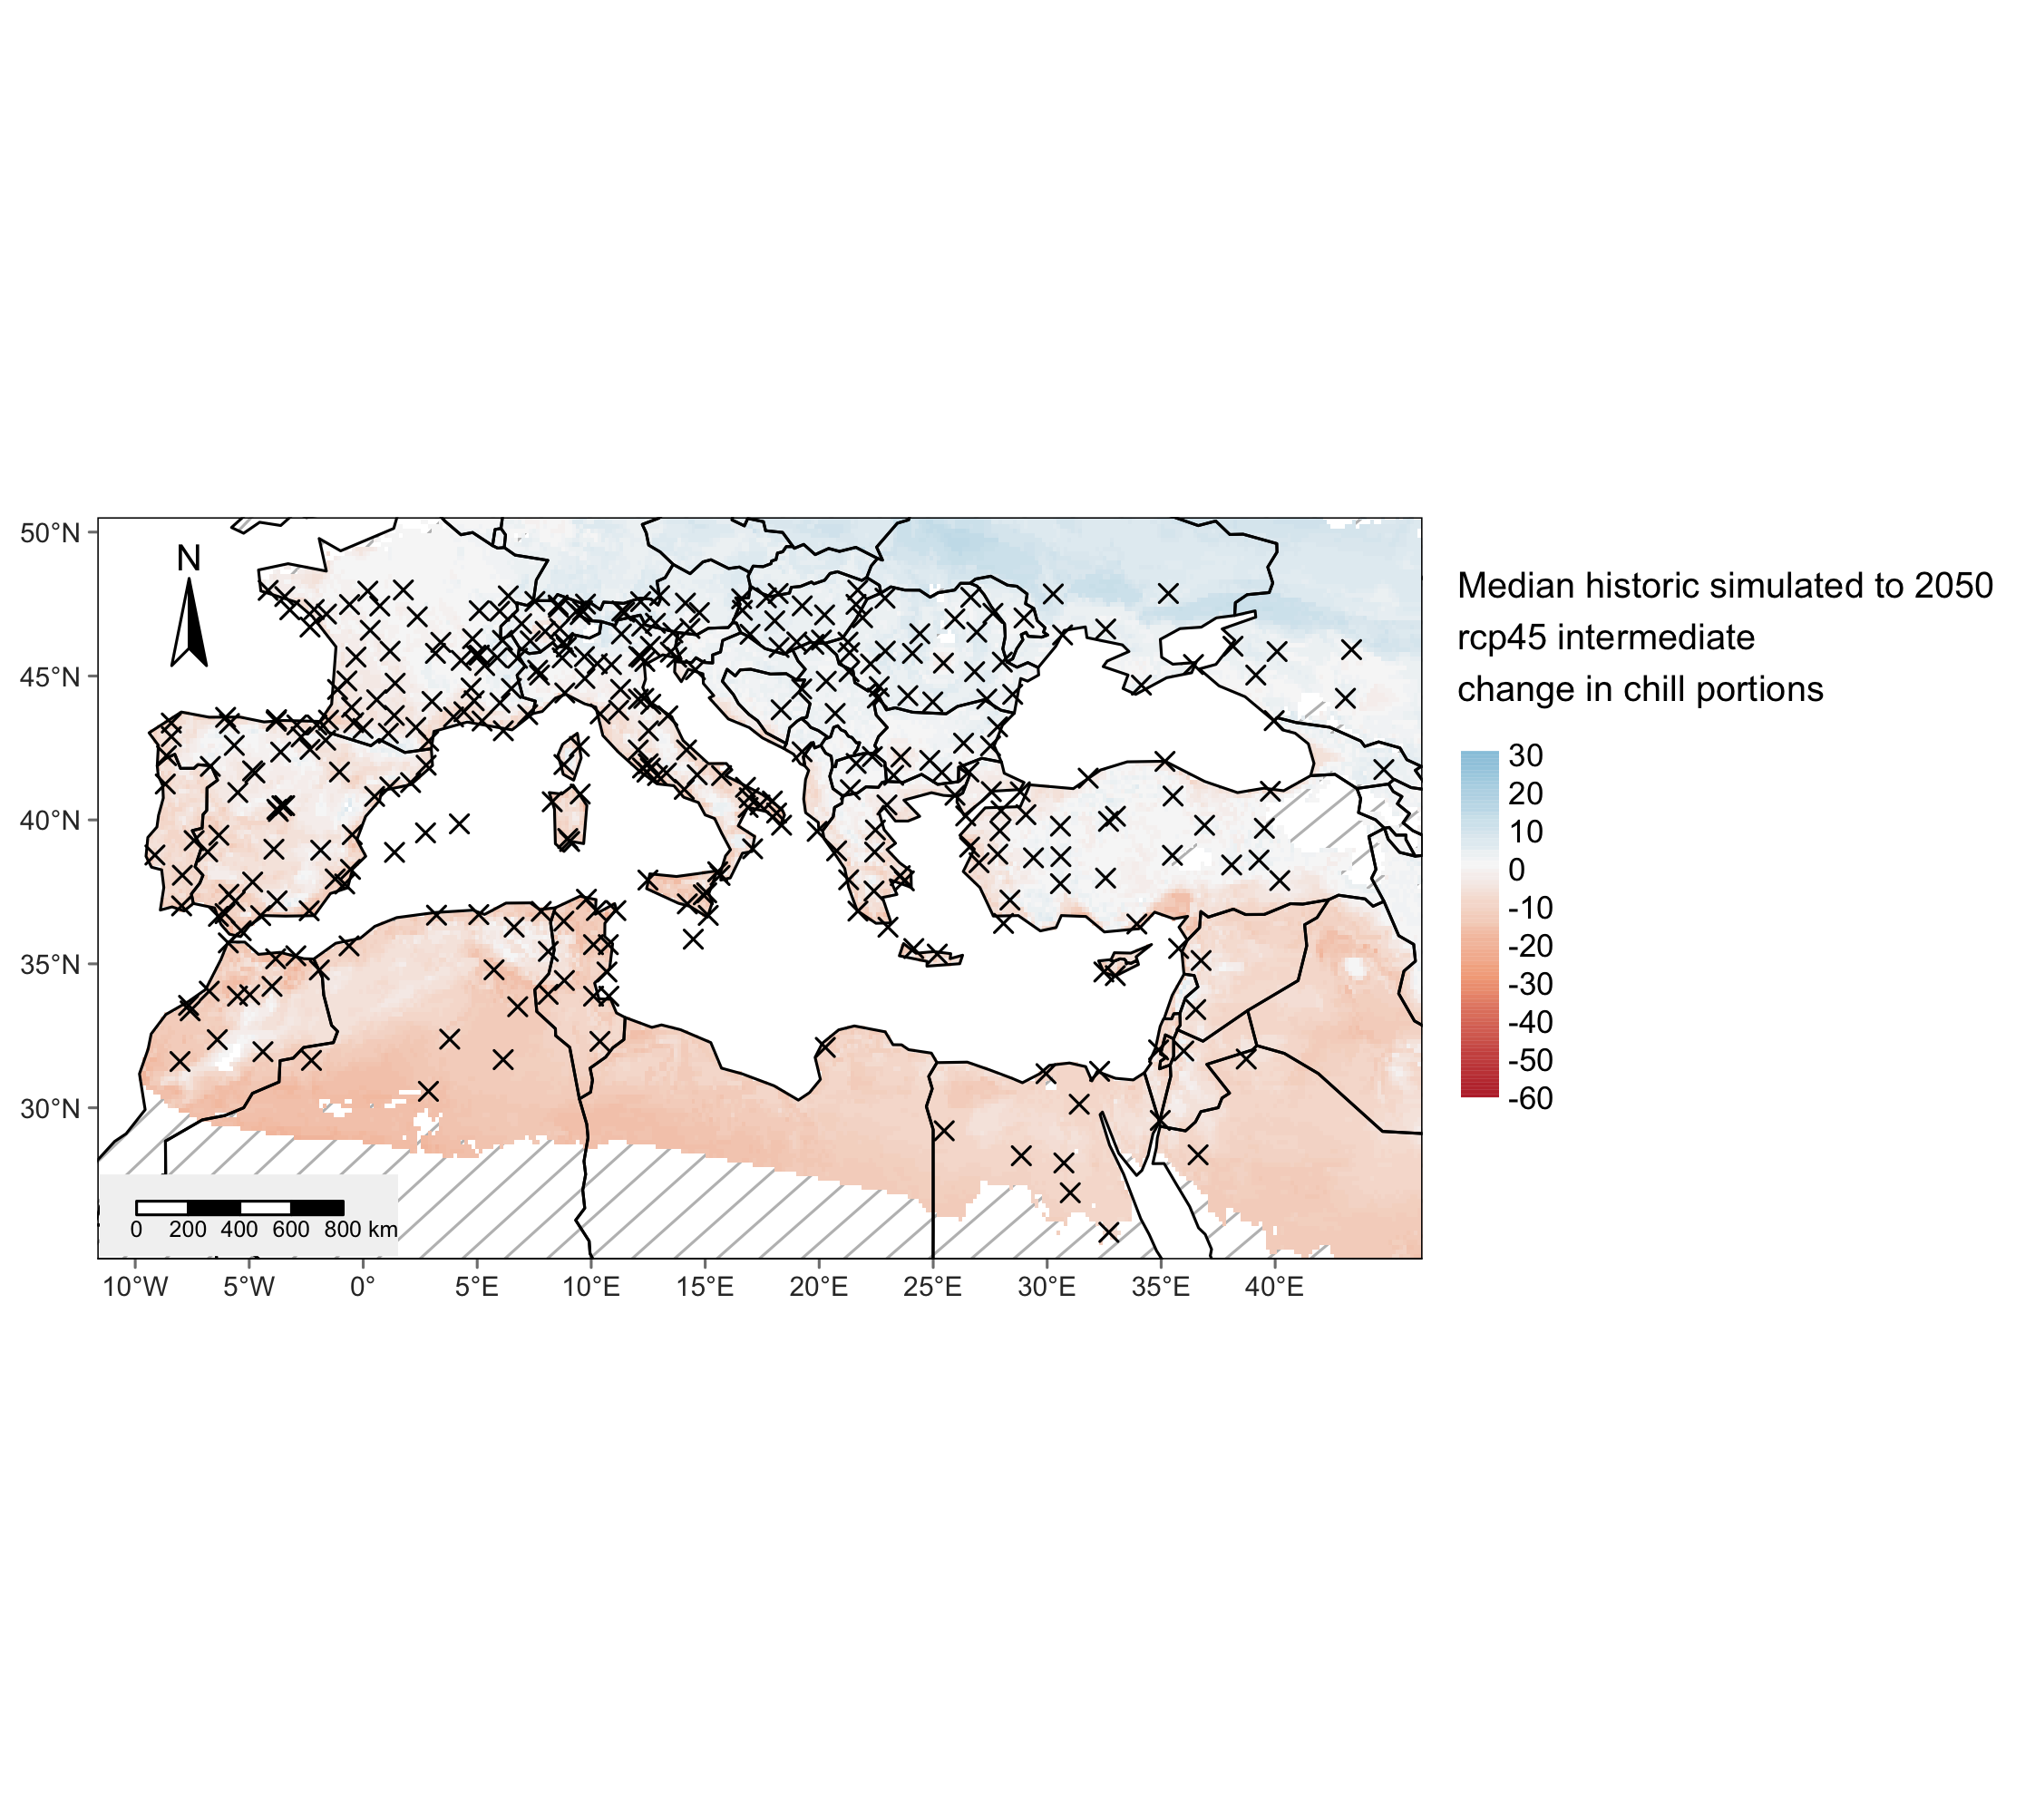 50°N
45°N
40°N
35°N
30°N
N
0 200 400 600 800 km
10°W 5°W 0° 5°E 10°E 15°E 20°E 25°E 30°E 35°E 40°E
Median historic simulated to 2050
rcp45 intermediate
change in chill portions
30
20
10
0
-10
-20
-30
-40
-50
-60